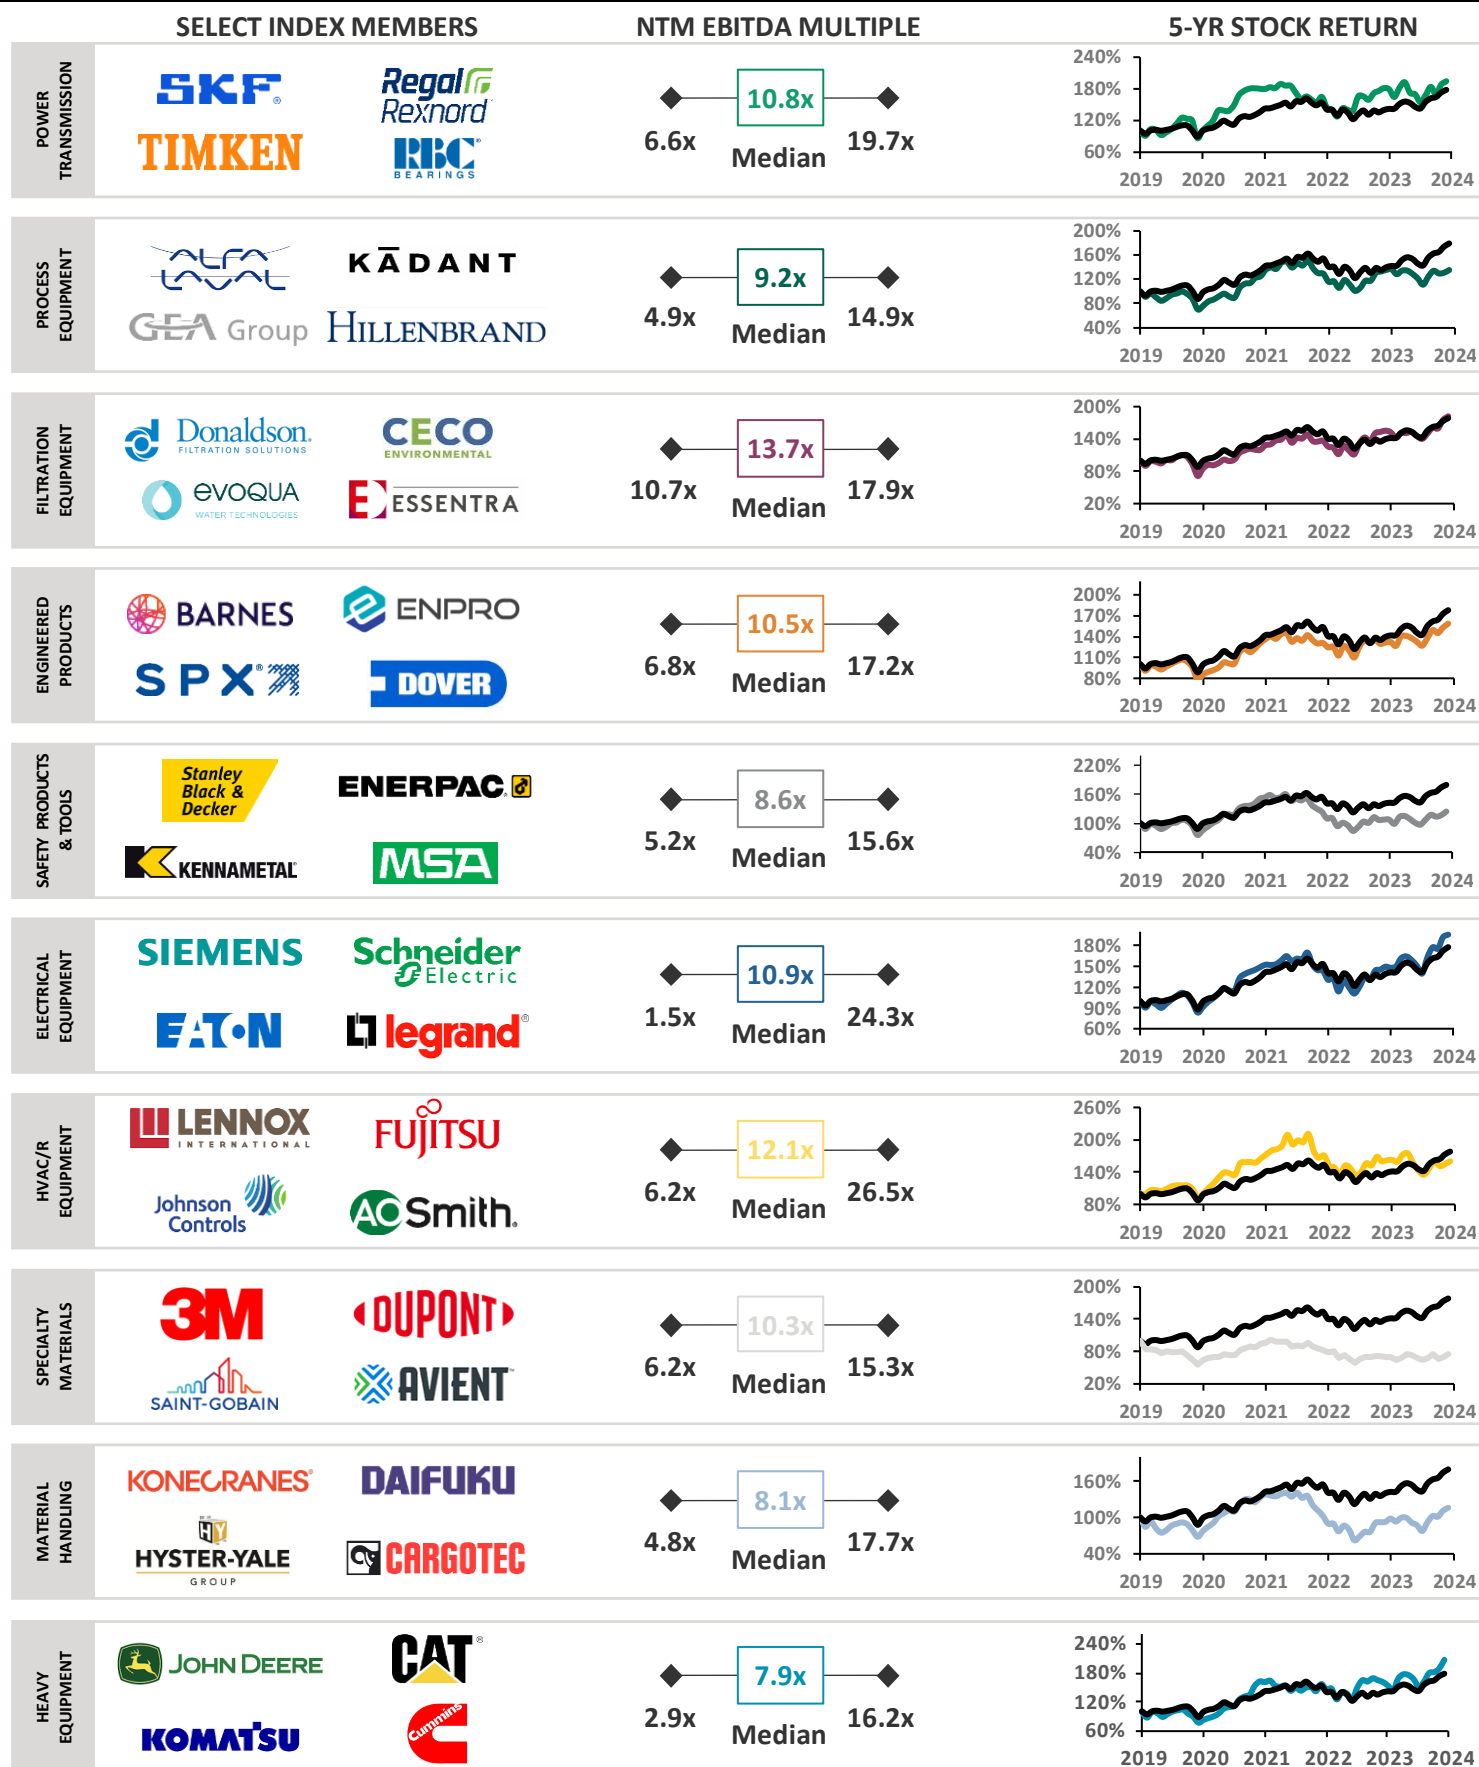 SELECT INDEX MEMBERS
NTM EBITDA MULTIPLE
5-YR STOCK RETURN
POWER
TRANSMISSION
SKF®
Regal
Rexnord
TIMKEN
RBC®
BEARINGS
10.8x
6.6x
Median
19.7x
240%
180%
120%
60%
2019 2020 2021 2022 2023 2024
PROCESS
EQUIPMENT
ALFA
LAVAL
KĀDANT
GEA Group
HILLENBRAND
9.2x
4.9x
Median
14.9x
200%
160%
120%
80%
40%
2019 2020 2021 2022 2023 2024
FILTRATION
EQUIPMENT
Donaldson.
FILTRATION SOLUTIONS
CECO
ENVIRONMENTAL
evoQUA
WATER TECHNOLOGIES
ESSENTRA
13.7x
10.7x
Median
17.9x
200%
140%
80%
20%
2019 2020 2021 2022 2023 2024
ENGINEERED
PRODUCTS
BARNES
ENPRO
SPX®
DOVER
10.5x
6.8x
Median
17.2x
200%
170%
140%
110%
80%
2019 2020 2021 2022 2023 2024
SAFETY PRODUCTS
& TOOLS
Stanley
Black &
Decker
ENERPAC.
KENNAMETAL®
MSA
8.6x
5.2x
Median
15.6x
220%
160%
100%
40%
2019 2020 2021 2022 2023 2024
ELECTRICAL
EQUIPMENT
SIEMENS
Schneider
Electric
EATON
legrand®
10.9x
1.5x
Median
24.3x
180%
150%
120%
90%
60%
2019 2020 2021 2022 2023 2024
HVAC/R
EQUIPMENT
LENNOX
INTERNATIONAL
FUJITSU
Johnson
Controls
AO Smith.
12.1x
6.2x
Median
26.5x
260%
200%
140%
80%
2019 2020 2021 2022 2023 2024
SPECIALTY
MATERIALS
3M
DUPONT
SAINT-GOBAIN
AVIENT™
10.3x
6.2x
Median
15.3x
200%
140%
80%
20%
2019 2020 2021 2022 2023 2024
MATERIAL
HANDLING
KONECRANES®
DAIFUKU
HY
HYSTER-YALE
GROUP
CARGOTEC
8.1x
4.8x
Median
17.7x
160%
100%
40%
2019 2020 2021 2022 2023 2024
HEAVY
EQUIPMENT
JOHN DEERE
CAT®
KOMATSU
Cummins
7.9x
2.9x
Median
16.2x
240%
180%
120%
60%
2019 2020 2021 2022 2023 2024